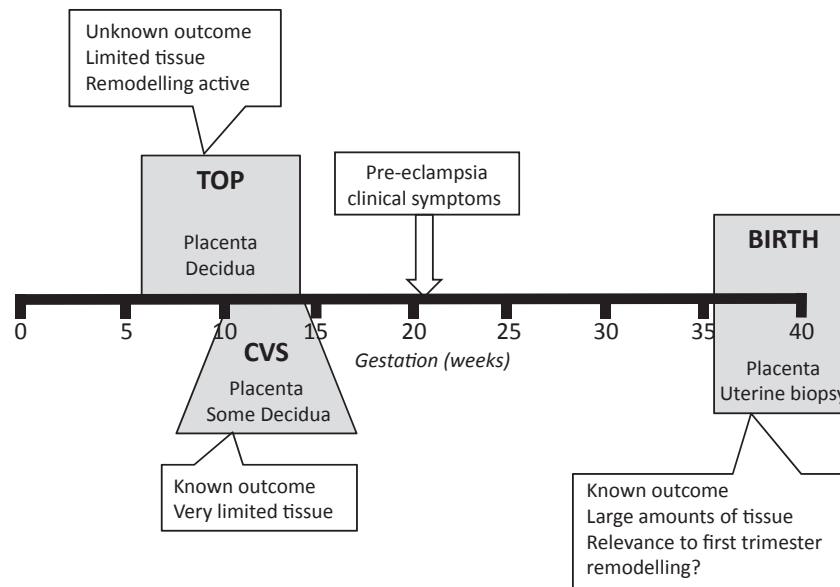 Unknown outcome
Limited tissue
Remodelling active
TOP
Placenta
Decidua
Pre-eclampsia
clinical symptoms
BIRTH
0 5 10 15 20 25 30 35 40
Gestation (weeks)
CVS
Placenta
Some Decidua
Placenta
Uterine biopsy
Known outcome
Very limited tissue
Known outcome
Large amounts of tissue
Relevance to first trimester
remodelling?